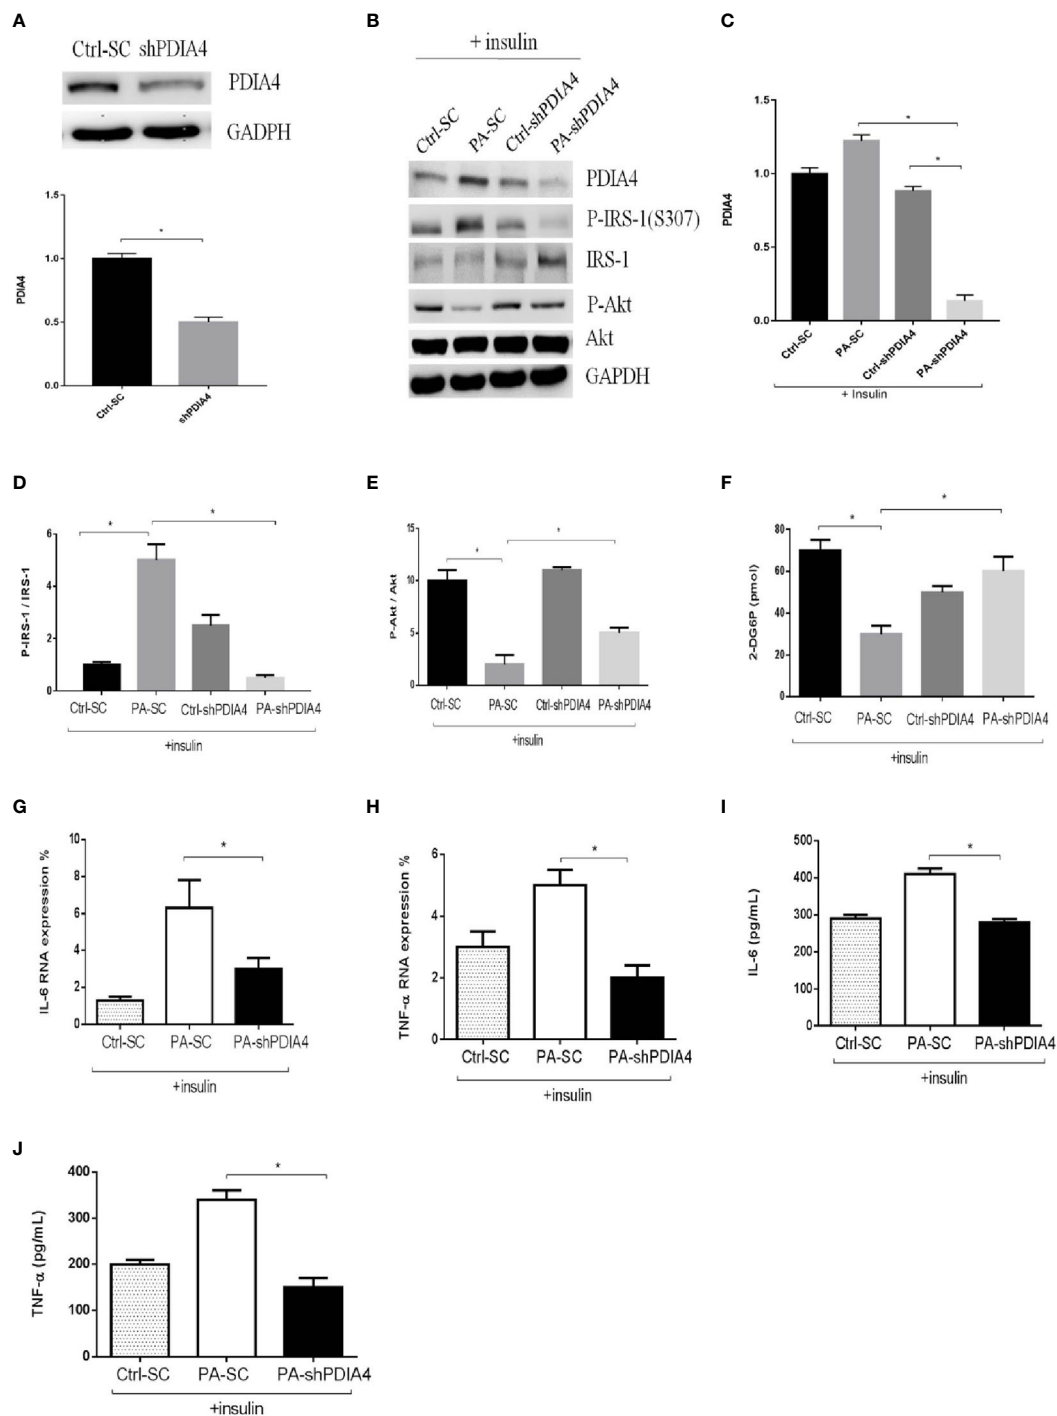 A
Ctrl-SC shPDIA4
PDIA4
GADPH
1.5
1.0
0.5
0.0
PDIA4
*
Ctrl-SC
shPDIA4
B
+ insulin
Ctrl-SC
PA-SC
Ctrl-shPDIA4
PA-shPDIA4
PDIA4
P-IRS-1(S307)
IRS-1
P-Akt
Akt
GAPDH
C
1.5
1.0
0.5
0.0
PDIA4
*
*
Ctrl-SC
PA-SC
Ctrl-shPDIA4
PA-shPDIA4
+ Insulin
D
6
4
2
0
P-IRS-1 / IRS-1
*
*
Ctrl-SC PA-SC Ctrl-shPDIA4 PA-shPDIA4
+insulin
E
15
10
5
0
P-Akt / Akt
*
*
Ctrl-SC PA-SC Ctrl-shPDIA4 PA-shPDIA4
+insulin
F
80
60
40
20
0
2-DG6P (pmol)
*
*
Ctrl-SC PA-SC Ctrl-shPDIA4 PA-shPDIA4
+insulin
G
10
8
6
4
2
0
IL-6 RNA expression %
*
Ctrl-SC PA-SC PA-shPDIA4
+insulin
H
6
4
2
0
TNF-α RNA expression %
*
Ctrl-SC PA-SC PA-shPDIA4
+insulin
I
500
400
300
200
100
0
IL-6 (pg/mL)
*
Ctrl-SC PA-SC PA-shPDIA4
+insulin
J
400
300
200
100
0
TNF-α (pg/mL)
*
Ctrl-SC PA-SC PA-shPDIA4
+insulin